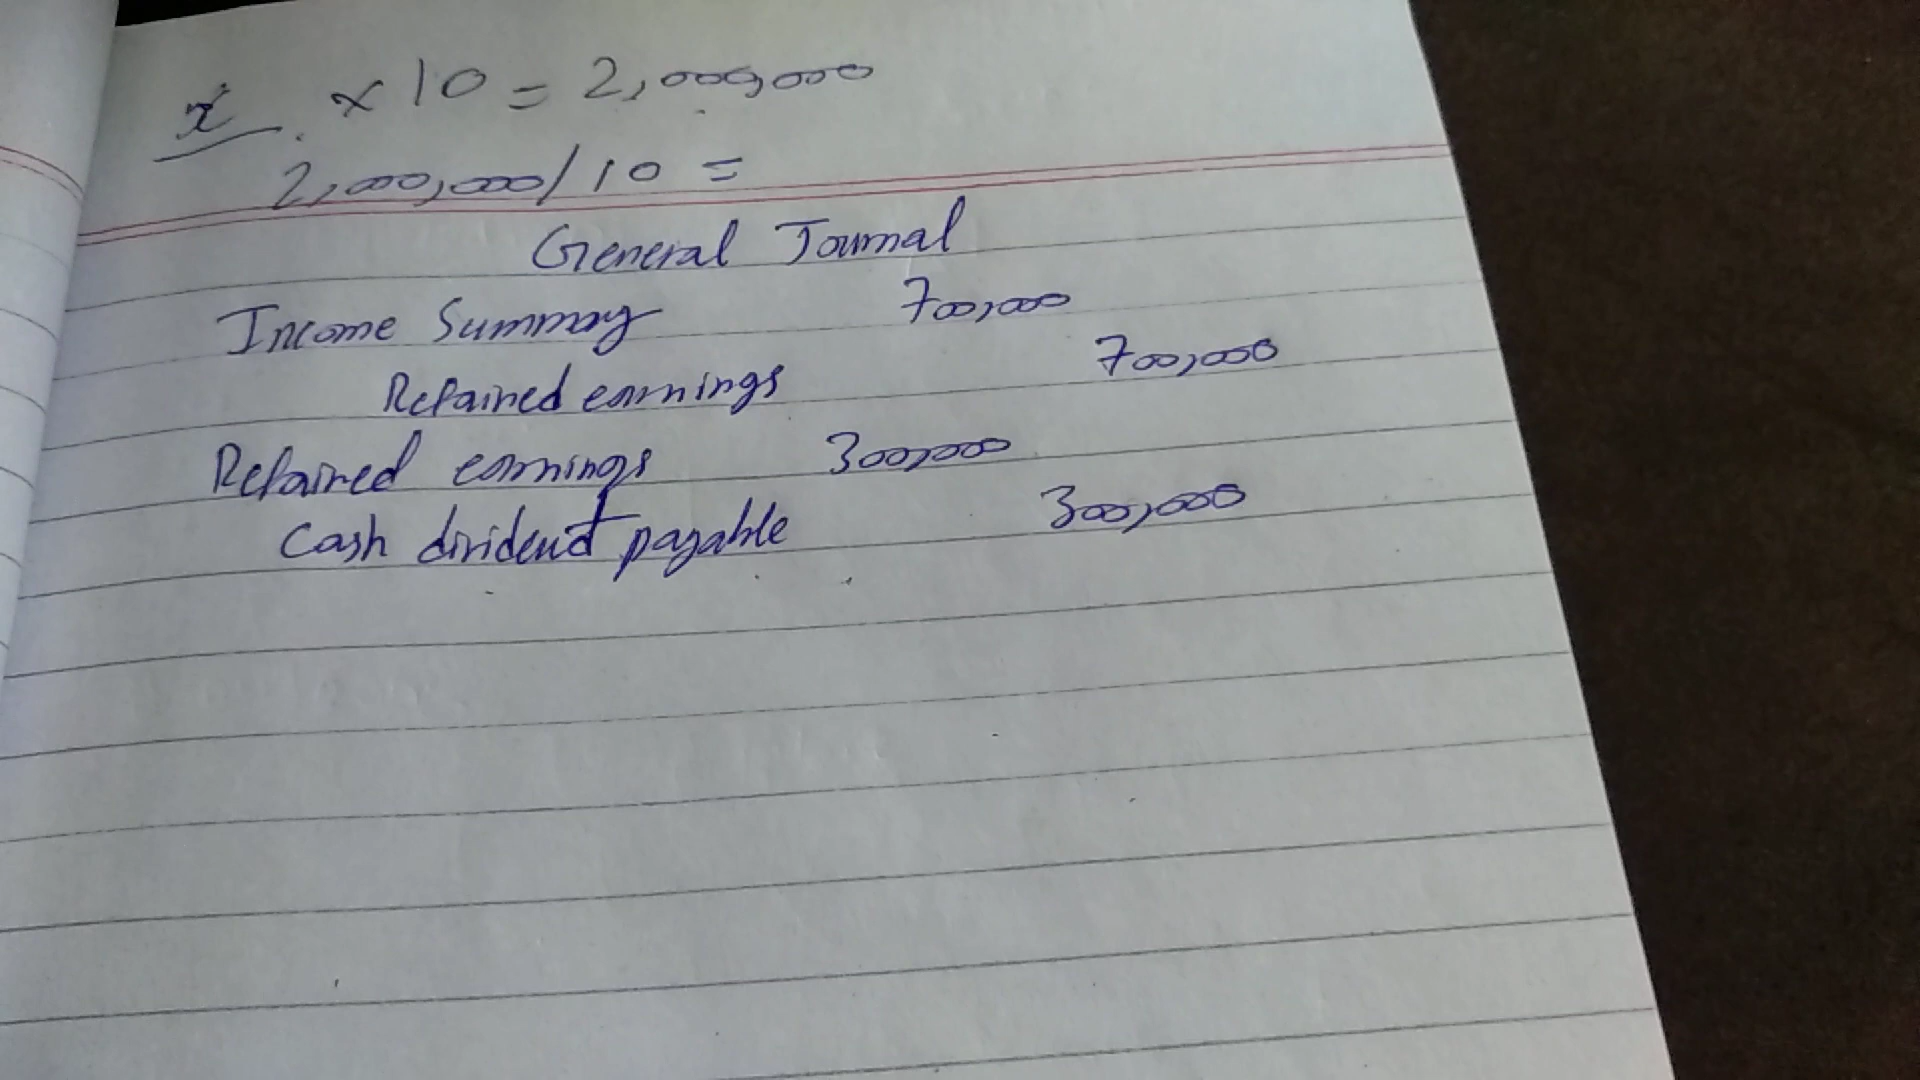 x × 10 = 2,000,000
2,000,000/10 =
General Journal
Income Summary 700,000
Retained earnings 700,000
Retained earnings 300,000
Cash dividend payable 300,000